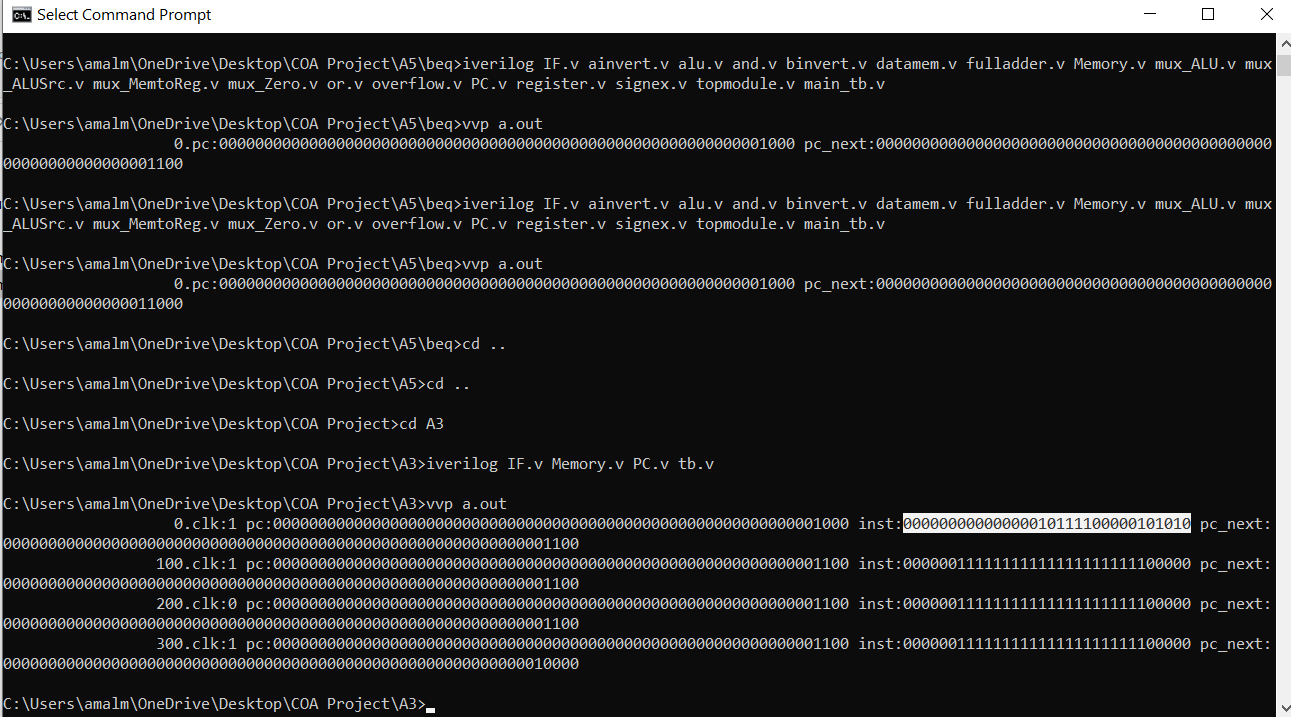 Select Command Prompt
C:\Users\amalm\OneDrive\Desktop\COA Project\A5\beq>iverilog IF.v ainvert.v alu.v and.v binvert.v datamem.v fulladder.v Memory.v mux_ALU.v mux
_ALUSrc.v mux_MemtoReg.v mux_Zero.v or.v overflow.v PC.v register.v signex.v topmodule.v main_tb.v
C:\Users\amalm\OneDrive\Desktop\COA Project\A5\beq>vvp a.out
0.pc:0000000000000000000000000000000000000000000000000000000000001000 pc_next:00000000000000000000000000000000000000000000
00000000000000001100
C:\Users\amalm\OneDrive\Desktop\COA Project\A5\beq>iverilog IF.v ainvert.v alu.v and.v binvert.v datamem.v fulladder.v Memory.v mux_ALU.v mux
_ALUSrc.v mux_MemtoReg.v mux_Zero.v or.v overflow.v PC.v register.v signex.v topmodule.v main_tb.v
C:\Users\amalm\OneDrive\Desktop\COA Project\A5\beq>vvp a.out
0.pc:0000000000000000000000000000000000000000000000000000000000001000 pc_next:00000000000000000000000000000000000000000000
00000000000000011000
C:\Users\amalm\OneDrive\Desktop\COA Project\A5\beq>cd ..
C:\Users\amalm\OneDrive\Desktop\COA Project\A5>cd ..
C:\Users\amalm\OneDrive\Desktop\COA Project>cd A3
C:\Users\amalm\OneDrive\Desktop\COA Project\A3>iverilog IF.v Memory.v PC.v tb.v
C:\Users\amalm\OneDrive\Desktop\COA Project\A3>vvp a.out
0.clk:1 pc:0000000000000000000000000000000000000000000000000000000000001000 inst:00000000000000010111100000101010 pc_next:
0000000000000000000000000000000000000000000000000000000000001100
100.clk:1 pc:0000000000000000000000000000000000000000000000000000000000001100 inst:00000011111111111111111111100000 pc_next:
0000000000000000000000000000000000000000000000000000000000001100
200.clk:0 pc:0000000000000000000000000000000000000000000000000000000000001100 inst:00000011111111111111111111100000 pc_next:
0000000000000000000000000000000000000000000000000000000000001100
300.clk:1 pc:0000000000000000000000000000000000000000000000000000000000001100 inst:00000011111111111111111111100000 pc_next:
0000000000000000000000000000000000000000000000000000000000010000
C:\Users\amalm\OneDrive\Desktop\COA Project\A3>